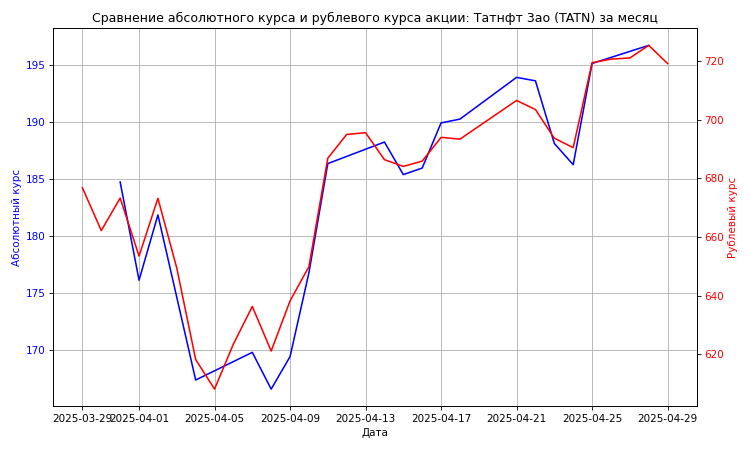 Сравнение абсолютного курса и рублевого курса акции: Татнфт 3ао (TATN) за месяц
Абсолютный курс
195
190
185
180
175
170
720
700
680
660
640
620
Рублевый курс
2025-03-29 2025-04-01 2025-04-05 2025-04-09 2025-04-13 2025-04-17 2025-04-21 2025-04-25 2025-04-29
Дата